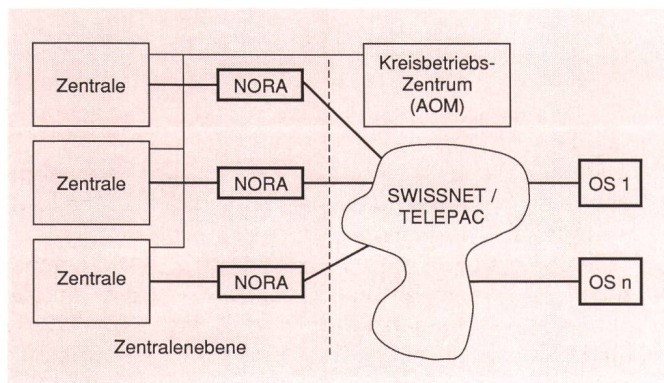 Kreisbetriebs-
Zentrum
(AOM)
Zentrale
NORA
Zentrale
NORA
SWISSNET /
TELEPAC
OS 1
Zentrale
NORA
OS n
Zentralenebene